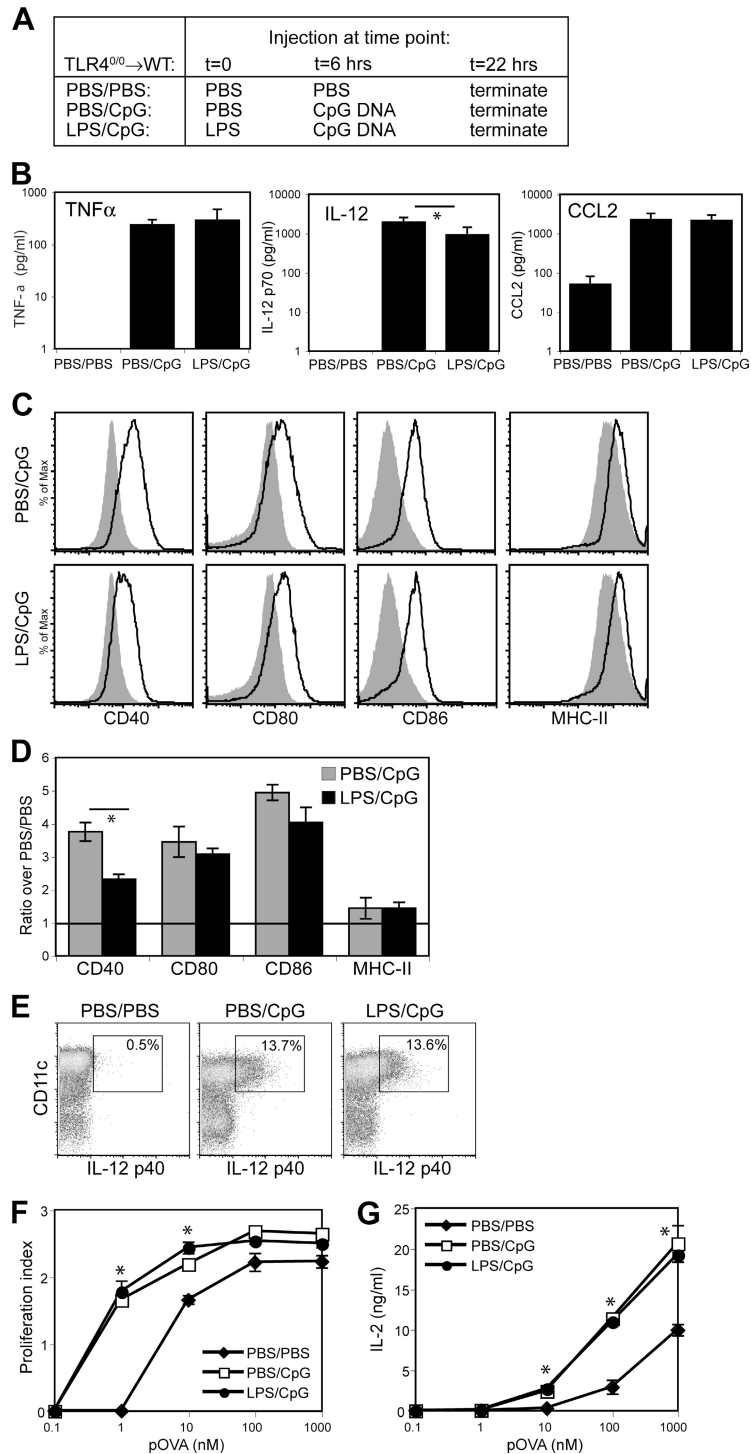 A
Injection at time point:
TLR4⁰/⁰→WT: t=0 t=6 hrs t=22 hrs
PBS/PBS: PBS PBS terminate
PBS/CpG: PBS CpG DNA terminate
LPS/CpG: LPS CpG DNA terminate
B
TNFα
TNF-a (pg/ml)
1000
100
10
1
PBS/PBS PBS/CpG LPS/CpG
IL-12
*
IL-12 p70 (pg/ml)
10000
1000
100
10
1
PBS/PBS PBS/CpG LPS/CpG
CCL2
CCL2 (pg/ml)
10000
1000
100
10
1
PBS/PBS PBS/CpG LPS/CpG
C
PBS/CpG
% of Max
LPS/CpG
% of Max
CD40 CD80 CD86 MHC-II
D
Ratio over PBS/PBS
6
5
4
3
2
1
0
*
PBS/CpG
LPS/CpG
CD40 CD80 CD86 MHC-II
E
PBS/PBS PBS/CpG LPS/CpG
0.5% 13.7% 13.6%
CD11c
IL-12 p40 IL-12 p40 IL-12 p40
F
Proliferation index
3
2
1
0
* *
PBS/PBS
PBS/CpG
LPS/CpG
0.1 1 10 100 1000
pOVA (nM)
G
IL-2 (ng/ml)
25
20
15
10
5
0
PBS/PBS
PBS/CpG
LPS/CpG
* * *
0.1 1 10 100 1000
pOVA (nM)